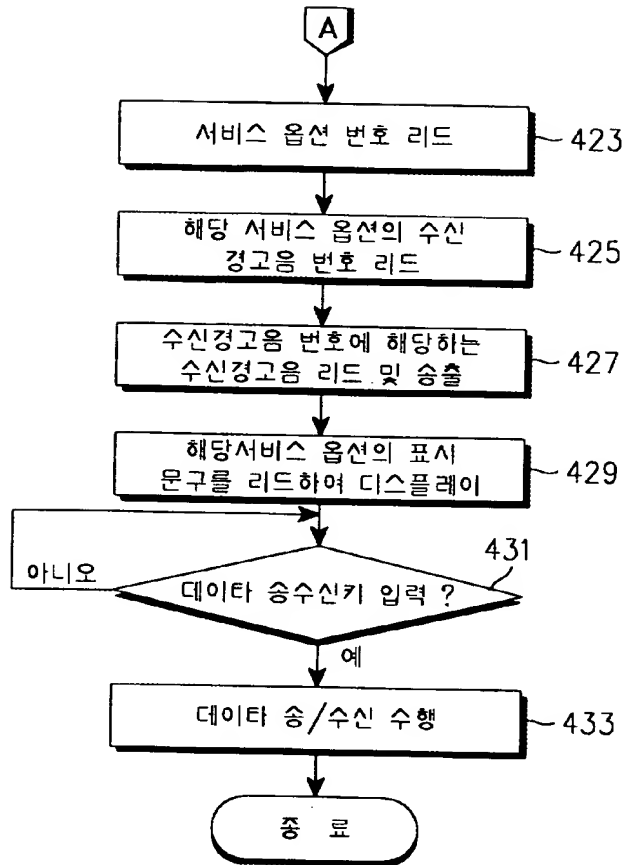 A
서비스 옵션 번호 리드
423
해당 서비스 옵션의 수신
경고음 번호 리드
425
수신경고음 번호에 해당하는
수신경고음 리드 및 송출
427
해당서비스 옵션의 표시
문구를 리드하여 디스플레이
429
431
아니오
데이타 송수신키 입력 ?
예
데이타 송/수신 수행
433
종 료